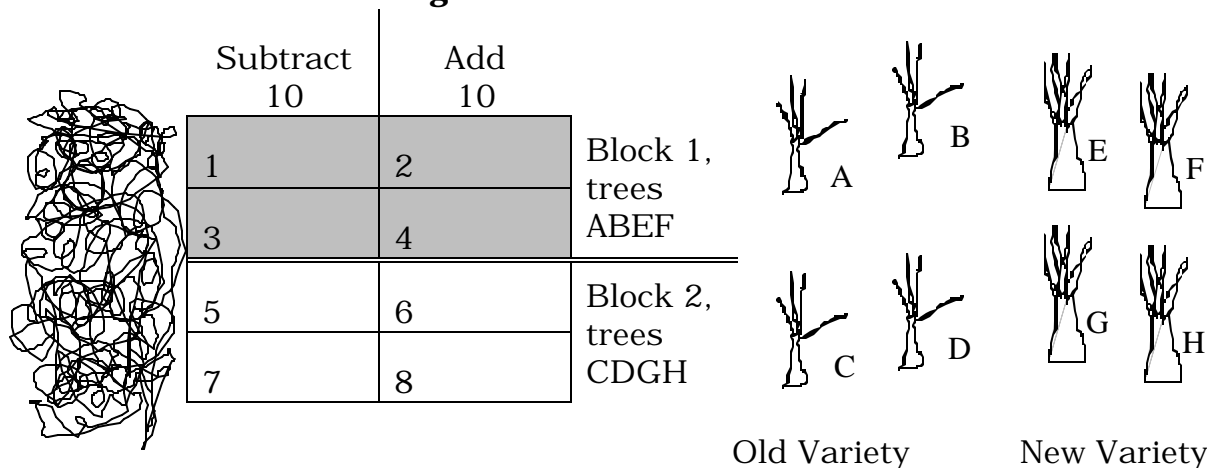 Subtract 10
Add 10
1
2
3
4
Block 1,
trees
ABEF
5
6
7
8
Block 2,
trees
CDGH
A
B
E
F
C
D
G
H
Old Variety
New Variety